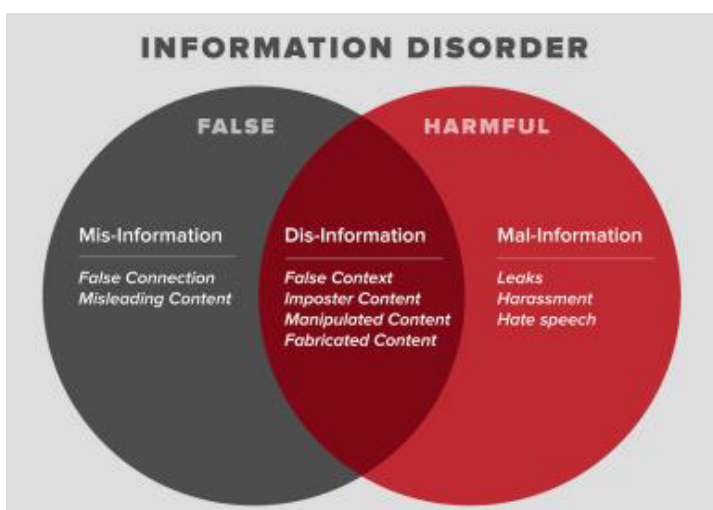 INFORMATION DISORDER
FALSE
HARMFUL
Mis-Information
False Connection
Misleading Content
Dis-Information
False Context
Imposter Content
Manipulated Content
Fabricated Content
Mal-Information
Leaks
Harassment
Hate speech